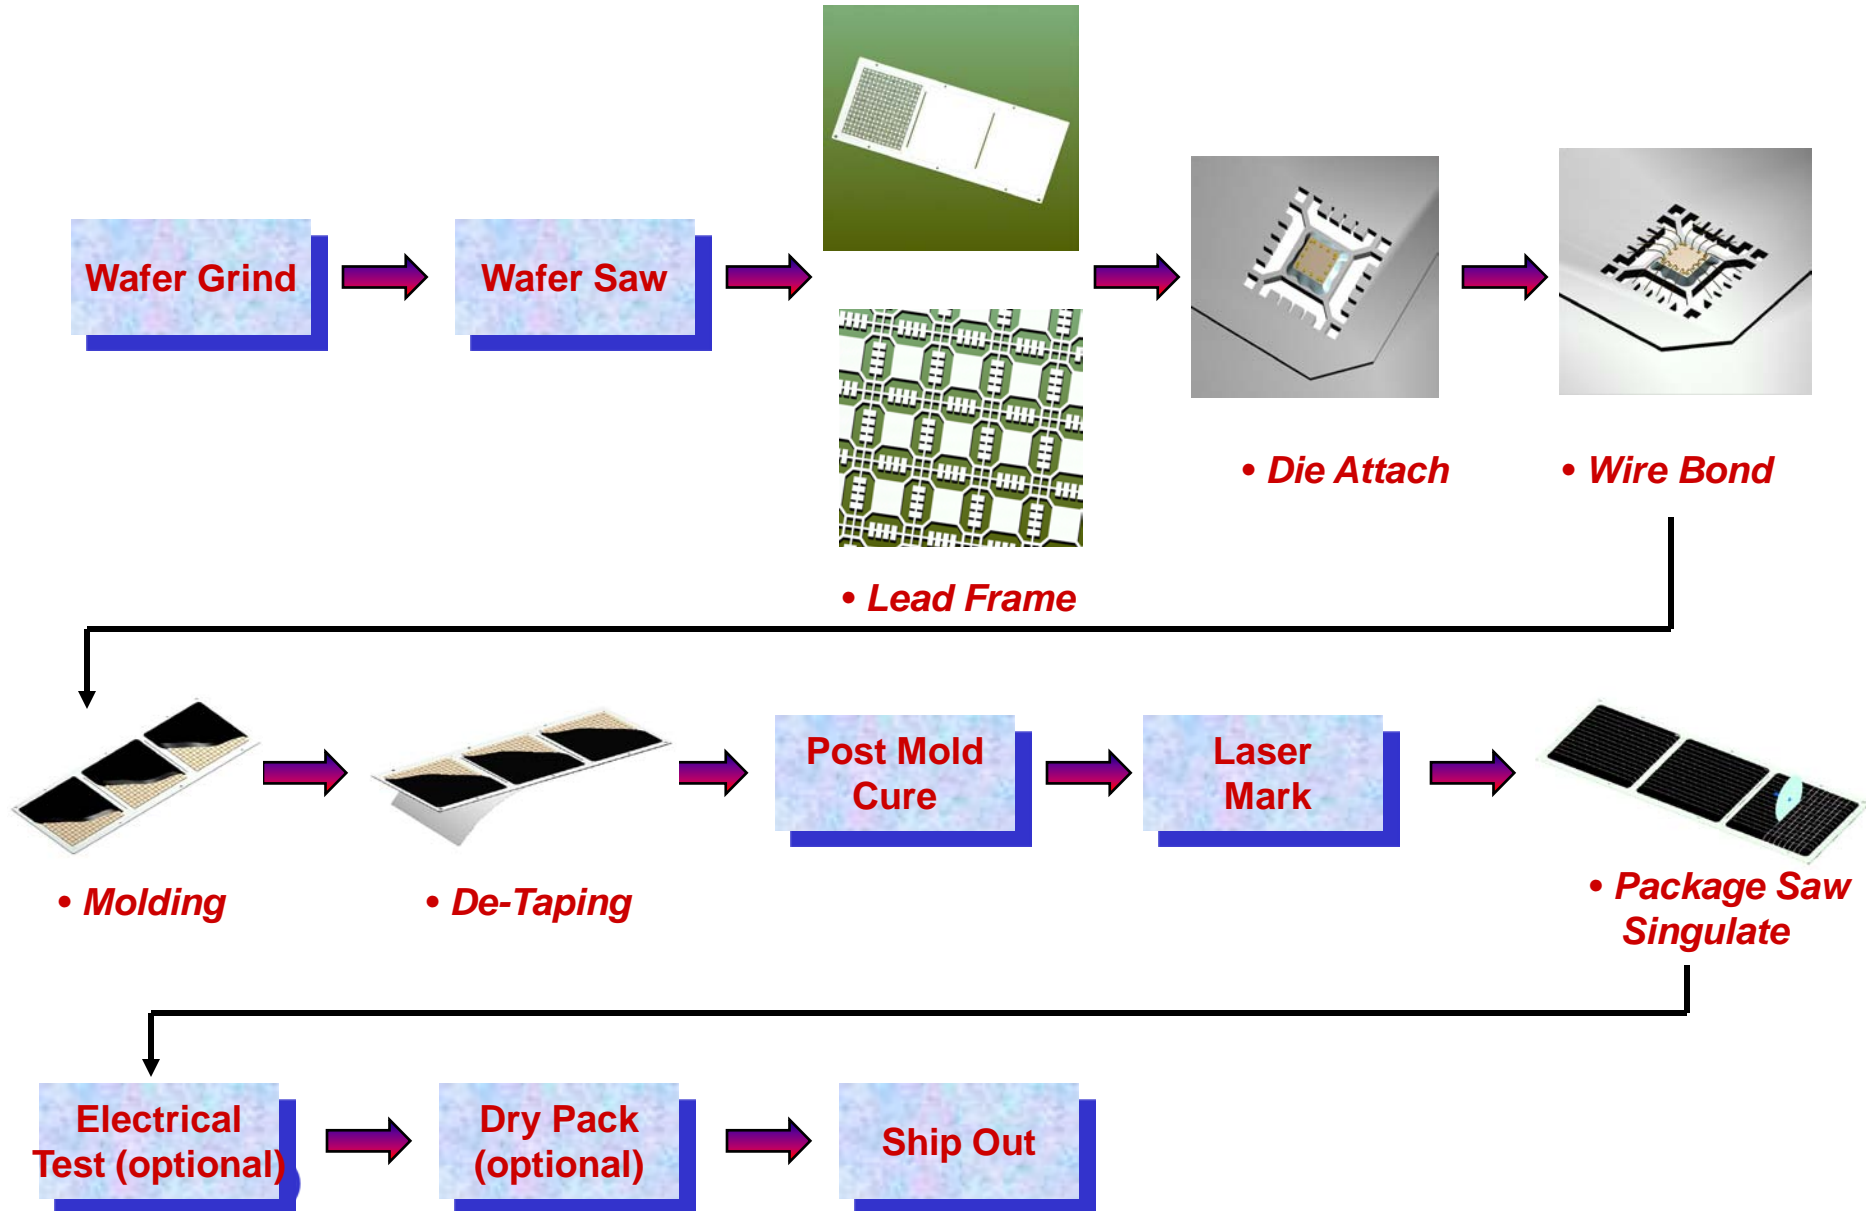 Wafer Grind
Wafer Saw
• Lead Frame
• Die Attach
• Wire Bond
• Molding
• De-Taping
Post Mold
Cure
Laser
Mark
• Package Saw
Singulate
Electrical
Test (optional)
Dry Pack
(optional)
Ship Out